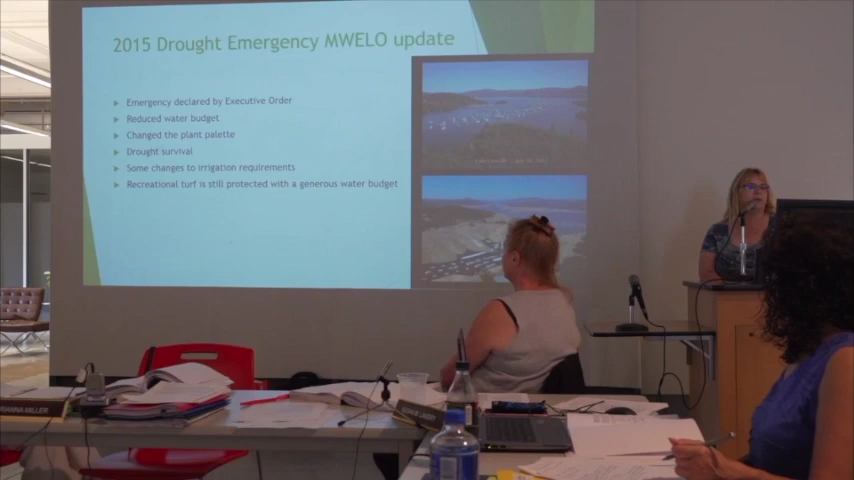 2015 Drought Emergency MWELO update
Emergency declared by Executive Order
Reduced water budget
Changed the plant palette
Drought survival
Some changes to irrigation requirements
Recreational turf is still protected with a generous water budget
MILLER